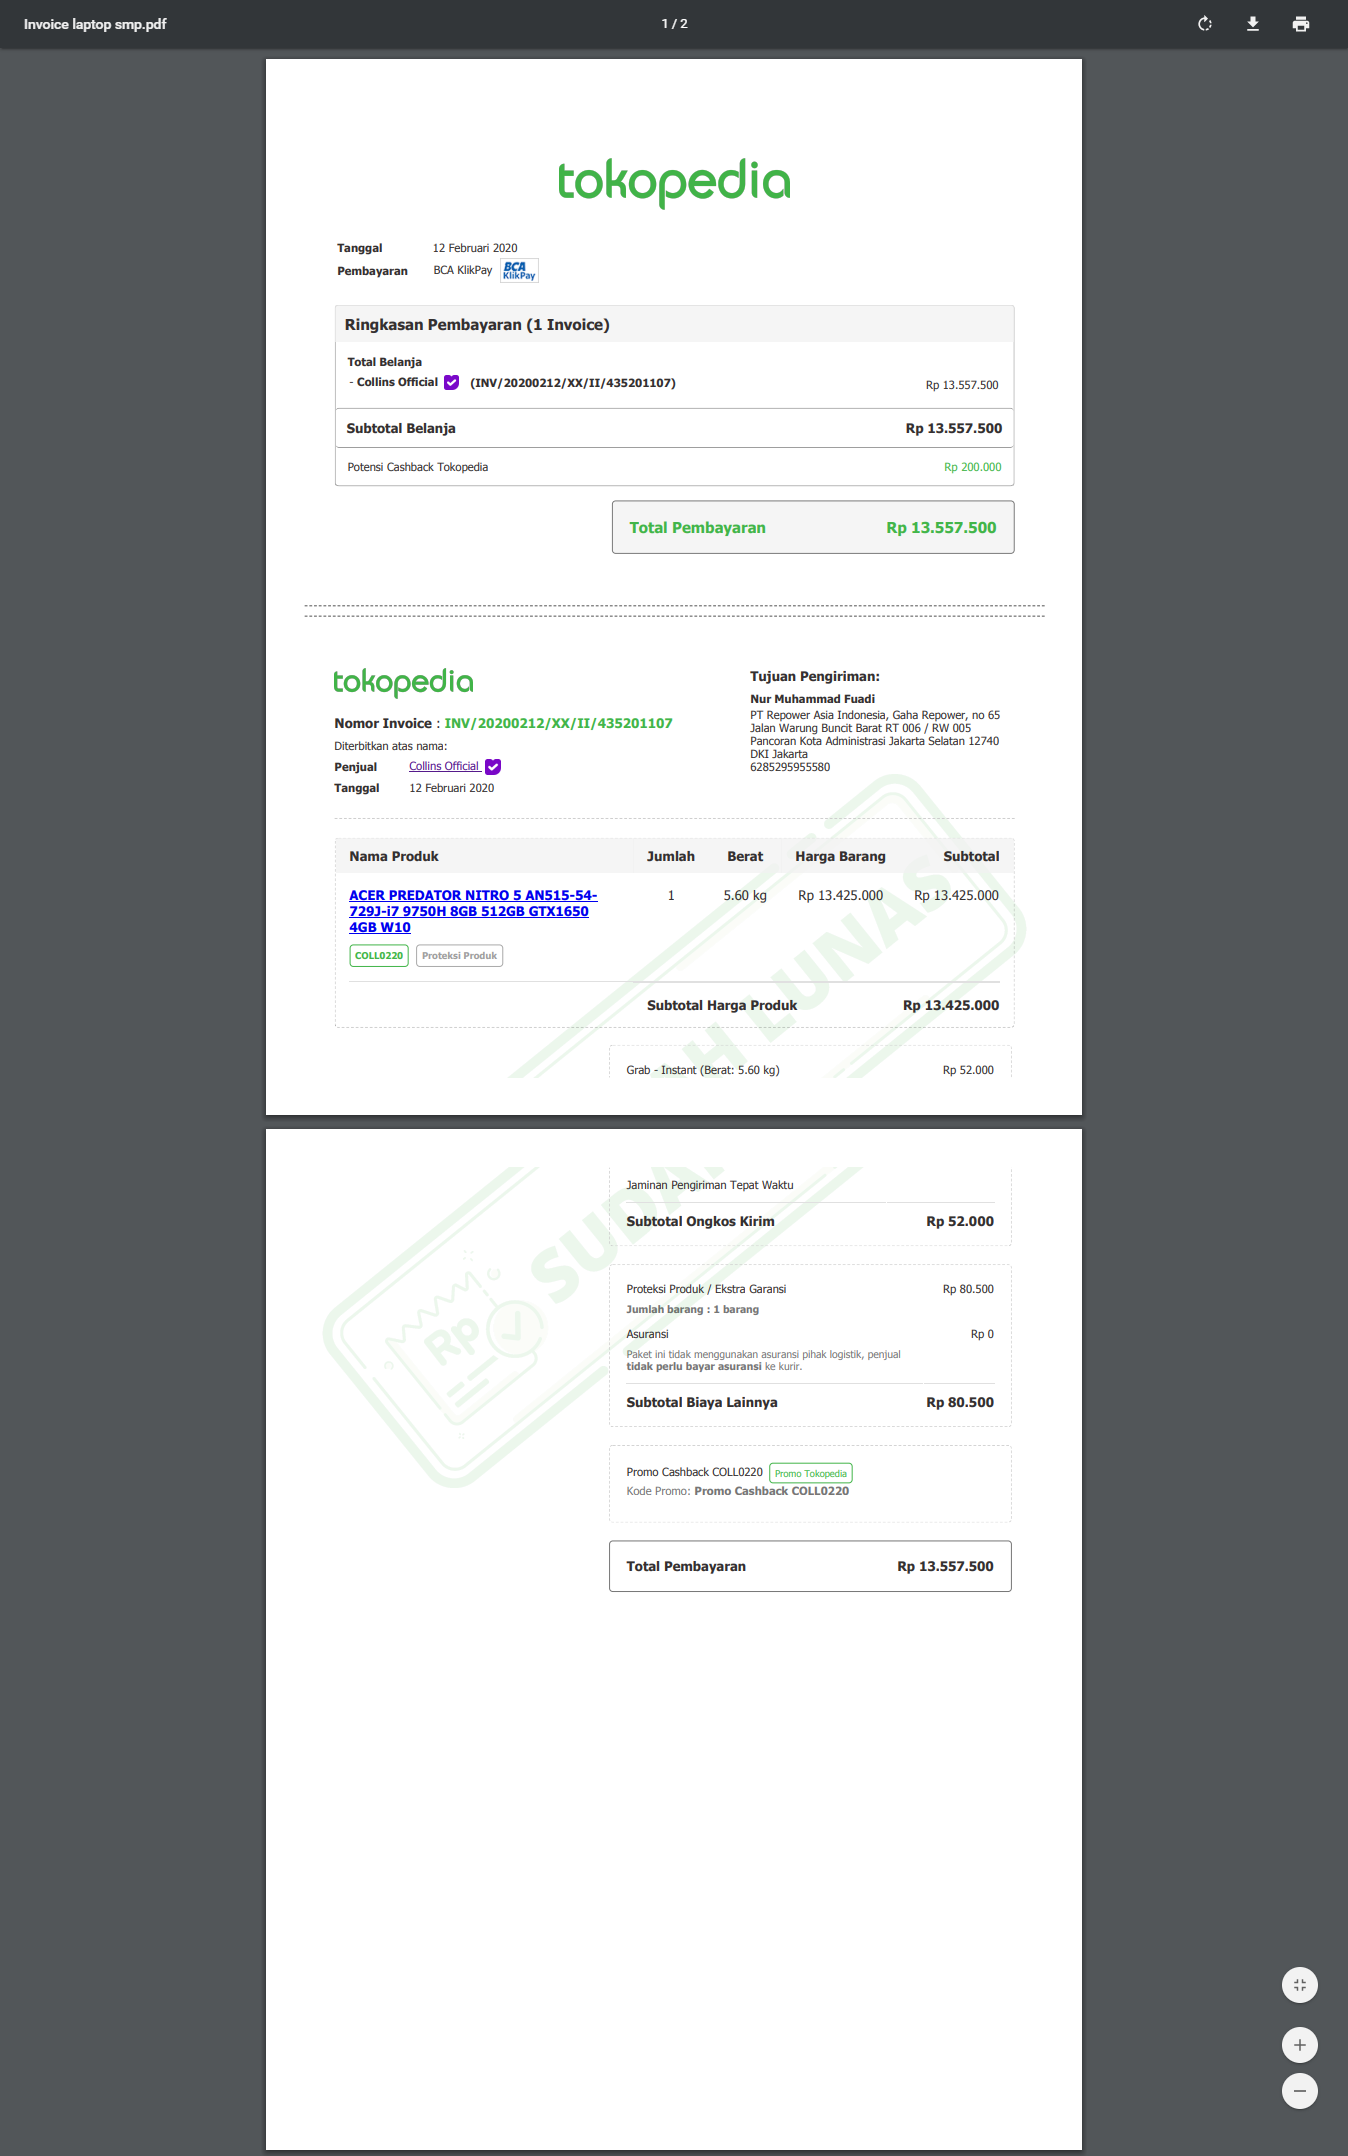 Invoice laptop smp.pdf
1 / 2
tokopedia
Tanggal 12 Februari 2020
Pembayaran BCA KlikPay BCA KlikPay
Ringkasan Pembayaran (1 Invoice)
Total Belanja
- Collins Official (INV/20200212/XX/II/435201107) Rp 13.557.500
Subtotal Belanja Rp 13.557.500
Potensi Cashback Tokopedia Rp 200.000
Total Pembayaran Rp 13.557.500
tokopedia
Nomor Invoice : INV/20200212/XX/II/435201107
Diterbitkan atas nama:
Penjual Collins Official
Tanggal 12 Februari 2020
Tujuan Pengiriman:
Nur Muhammad Fuadi
PT Repower Asia Indonesia, Gaha Repower, no 65
Jalan Warung Buncit Barat RT 006 / RW 005
Pancoran Kota Administrasi Jakarta Selatan 12740
DKI Jakarta
6285295955580
Nama Produk Jumlah Berat Harga Barang Subtotal
ACER PREDATOR NITRO 5 AN515-54- 1 5.60 kg Rp 13.425.000 Rp 13.425.000
729J-i7 9750H 8GB 512GB GTX1650
4GB W10
COLL0220 Proteksi Produk
Subtotal Harga Produk Rp 13.425.000
H LUNAS
Grab - Instant (Berat: 5.60 kg) Rp 52.000
Jaminan Pengiriman Tepat Waktu
Subtotal Ongkos Kirim Rp 52.000
Rp SUDAH
Proteksi Produk / Ekstra Garansi Rp 80.500
Jumlah barang : 1 barang
Asuransi Rp 0
Paket ini tidak menggunakan asuransi pihak logistik, penjual
tidak perlu bayar asuransi ke kurir.
Subtotal Biaya Lainnya Rp 80.500
Promo Cashback COLL0220 Promo Tokopedia
Kode Promo: Promo Cashback COLL0220
Total Pembayaran Rp 13.557.500